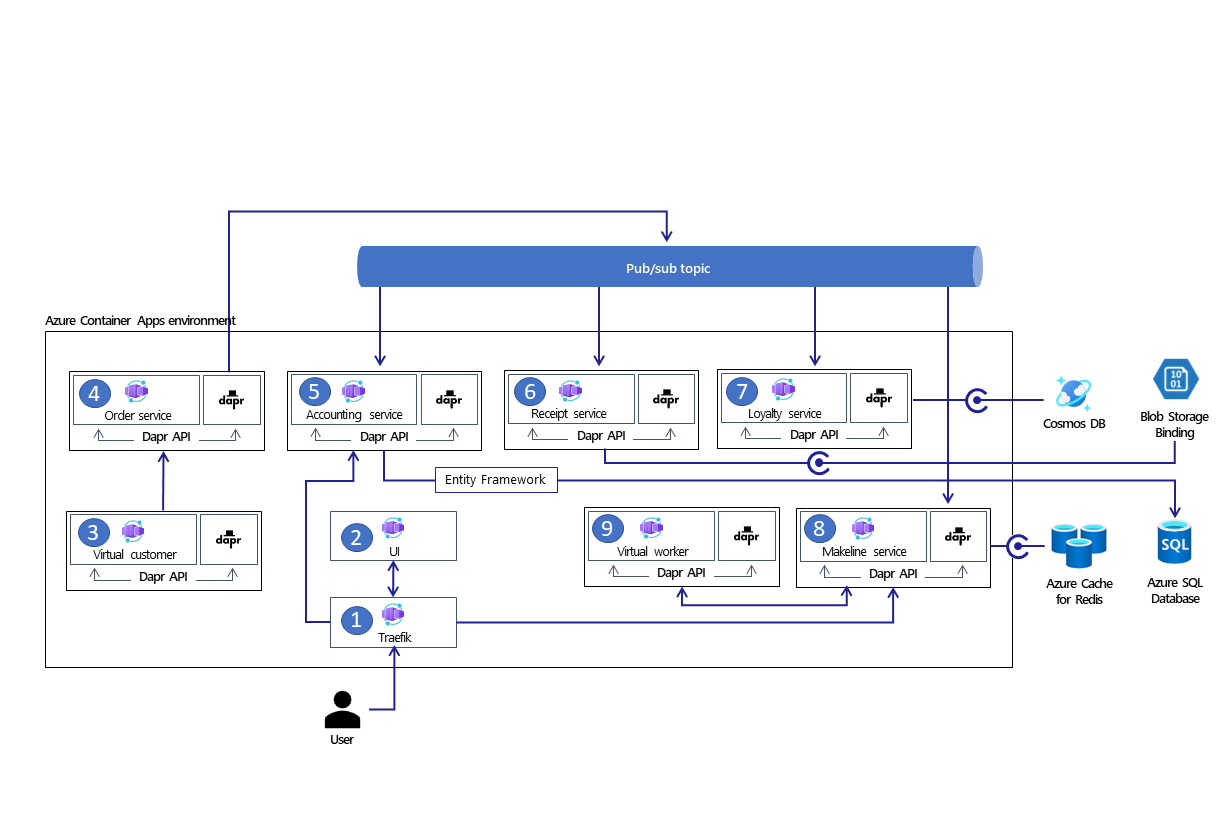 Pub/sub topic
Azure Container Apps environment
4
Order service
dapr
Dapr API
5
Accounting service
dapr
Dapr API
6
Receipt service
dapr
Dapr API
7
Loyalty service
dapr
Dapr API
Cosmos DB
10
01
Blob Storage
Binding
Entity Framework
3
Virtual customer
dapr
Dapr API
2
UI
9
Virtual worker
dapr
Dapr API
8
Makeline service
dapr
Dapr API
Azure Cache
for Redis
SQL
Azure SQL
Database
1
Traefik
User